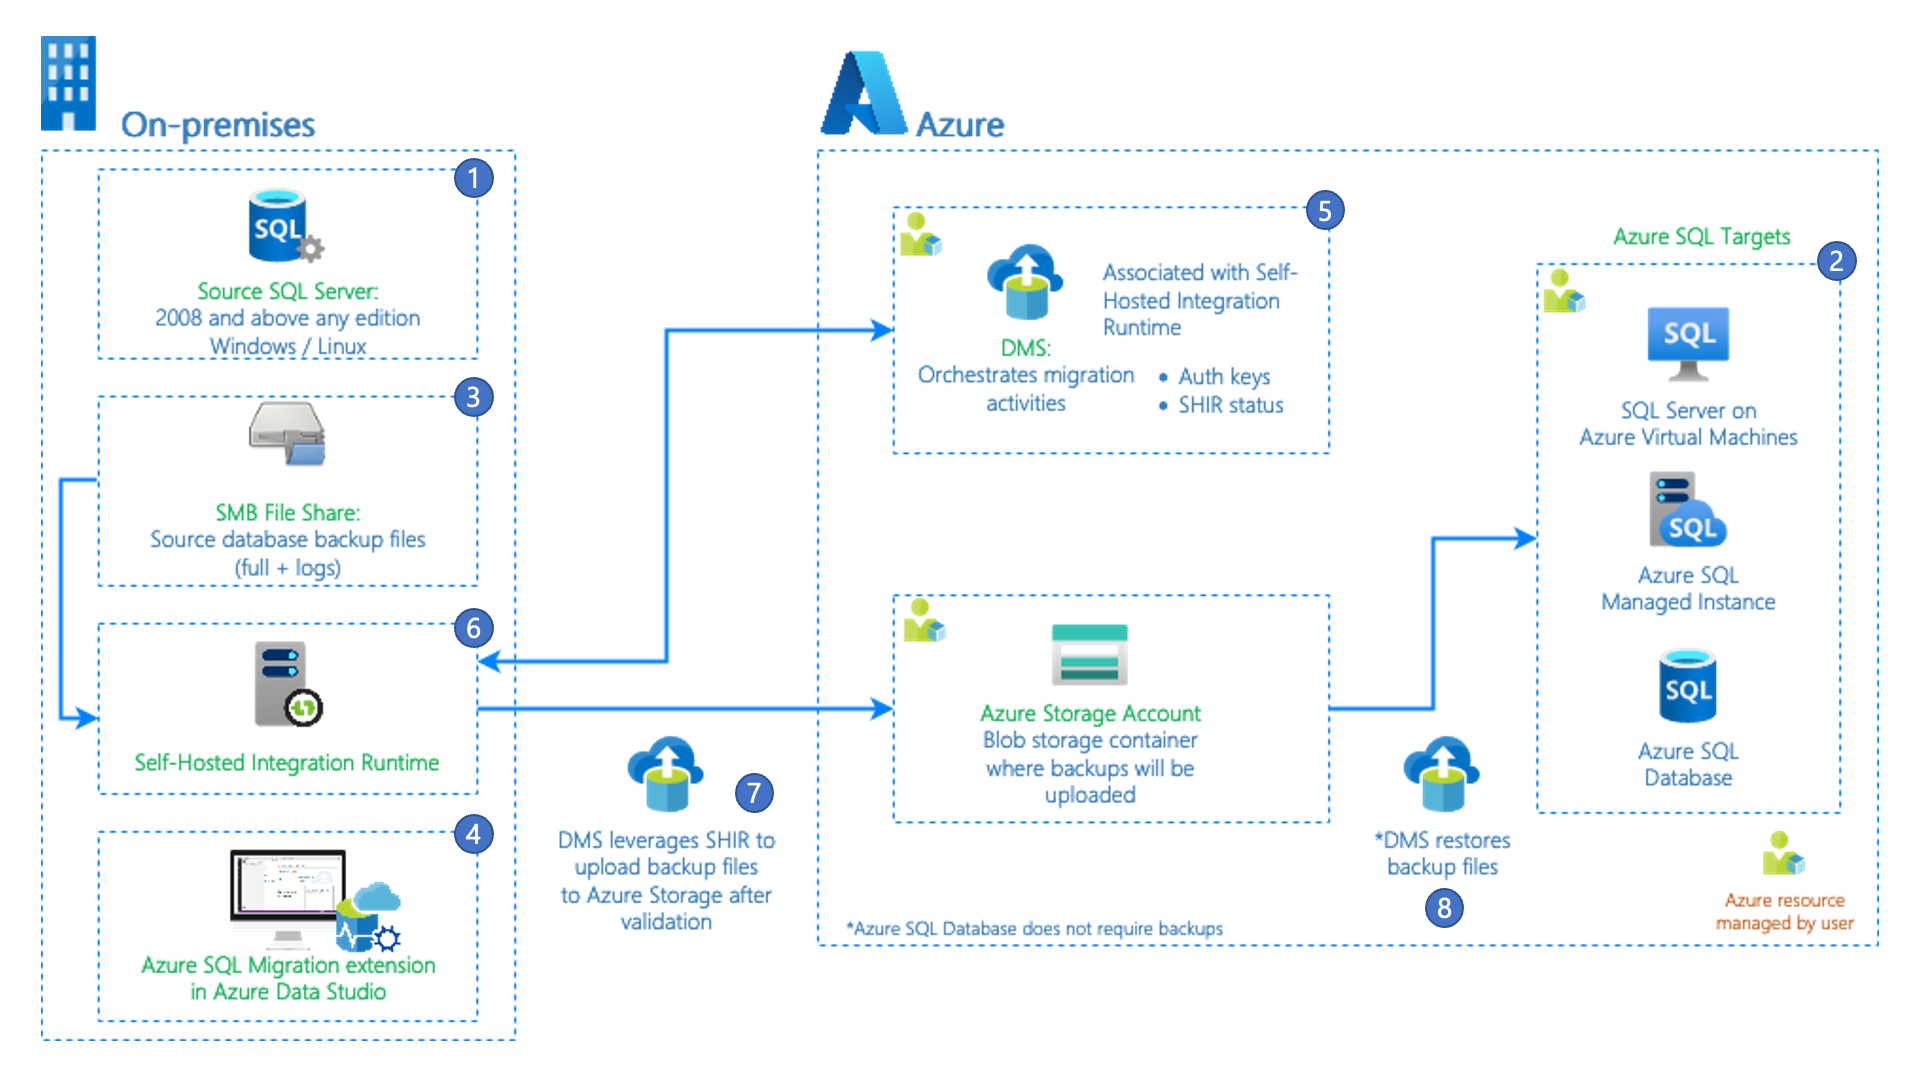 On-premises
1
SQL
Source SQL Server:
2008 and above any edition
Windows / Linux
3
SMB File Share:
Source database backup files
(full + logs)
6
Self-Hosted Integration Runtime
4
Azure SQL Migration extension
in Azure Data Studio
7
DMS leverages SHIR to
upload backup files
to Azure Storage after
validation
Azure
5
Associated with Self-
Hosted Integration
Runtime
• Auth keys
• SHIR status
DMS:
Orchestrates migration
activities
Azure Storage Account
Blob storage container
where backups will be
uploaded
*DMS restores
backup files
8
Azure SQL Targets
2
SQL
SQL Server on
Azure Virtual Machines
SQL
Azure SQL
Managed Instance
SQL
Azure SQL
Database
Azure resource
managed by user
*Azure SQL Database does not require backups